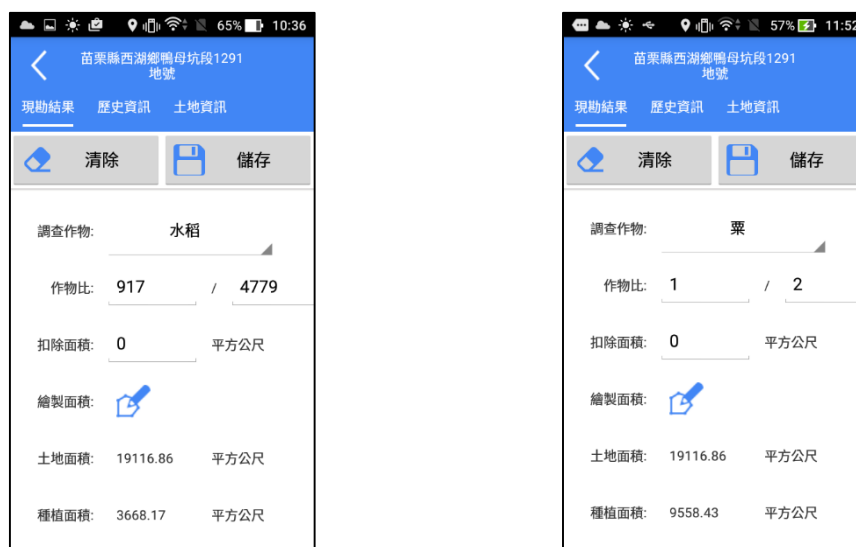 65% 10:36
苗栗縣西湖鄉鴨母坑段1291
地號
現勘結果 歷史資訊 土地資訊
清除 儲存
調查作物: 水稻
作物比: 917 / 4779
扣除面積: 0 平方公尺
繪製面積:
土地面積: 19116.86 平方公尺
種植面積: 3668.17 平方公尺
57% 11:52
苗栗縣西湖鄉鴨母坑段1291
地號
現勘結果 歷史資訊 土地資訊
清除 儲存
調查作物: 粟
作物比: 1 / 2
扣除面積: 0 平方公尺
繪製面積:
土地面積: 19116.86 平方公尺
種植面積: 9558.43 平方公尺